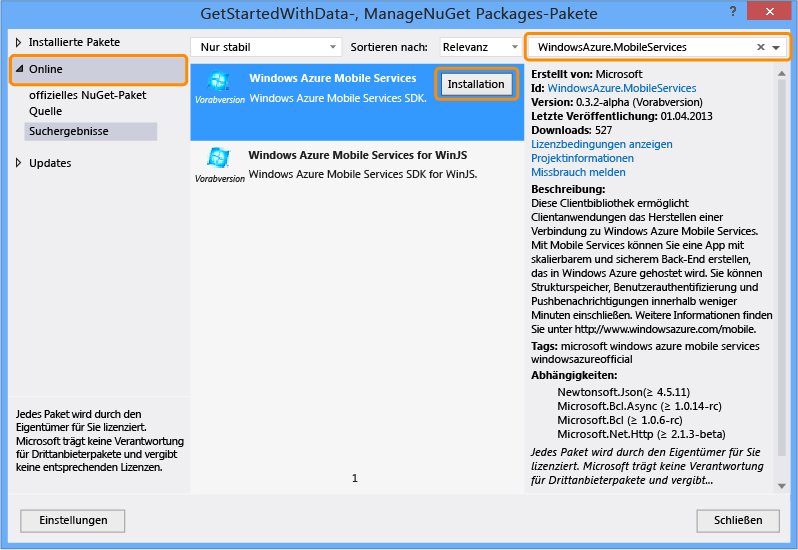 GetStartedWithData-, ManageNuGet Packages-Pakete
?
Installierte Pakete
Online
offizielles NuGet-Paket
Quelle
Suchergebnisse
Updates
Jedes Paket wird durch den
Eigentümer für Sie lizenziert.
Microsoft trägt keine Verantwortung
für Drittanbieterpakete und vergibt
keine entsprechenden Lizenzen.
Nur stabil
Sortieren nach:
Relevanz
Windows Azure Mobile Services
Vorabversion
Windows Azure Mobile Services SDK.
Installation
Windows Azure Mobile Services for WinJS
Vorabversion
Windows Azure Mobile Services SDK for WinJS.
1
WindowsAzure.MobileServices
Erstellt von: Microsoft
Id: WindowsAzure.MobileServices
Version: 0.3.2-alpha (Vorabversion)
Letzte Veröffentlichung: 01.04.2013
Downloads: 527
Lizenzbedingungen anzeigen
Projektinformationen
Missbrauch melden
Beschreibung:
Diese Clientbibliothek ermöglicht
Clientanwendungen das Herstellen einer
Verbindung zu Windows Azure Mobile Services.
Mit Mobile Services können Sie eine App mit
skalierbarem und sicherem Back-End erstellen,
das in Windows Azure gehostet wird. Sie können
Strukturspeicher, Benutzerauthentifizierung und
Pushbenachrichtigungen innerhalb weniger
Minuten einschließen. Weitere Informationen finden
Sie unter http://www.windowsazure.com/mobile.
Tags: microsoft windows azure mobile services
windowsazureofficial
Abhängigkeiten:
Newtonsoft.Json(≥ 4.5.11)
Microsoft.Bcl.Async (≥ 1.0.14-rc)
Microsoft.Bcl (≥ 1.0.6-rc)
Microsoft.Net.Http (≥ 2.1.3-beta)
Jedes Paket wird durch den Eigentümer für Sie
lizenziert. Microsoft trägt keine Verantwortung
für Drittanbieterpakete und vergibt...
Einstellungen
Schließen